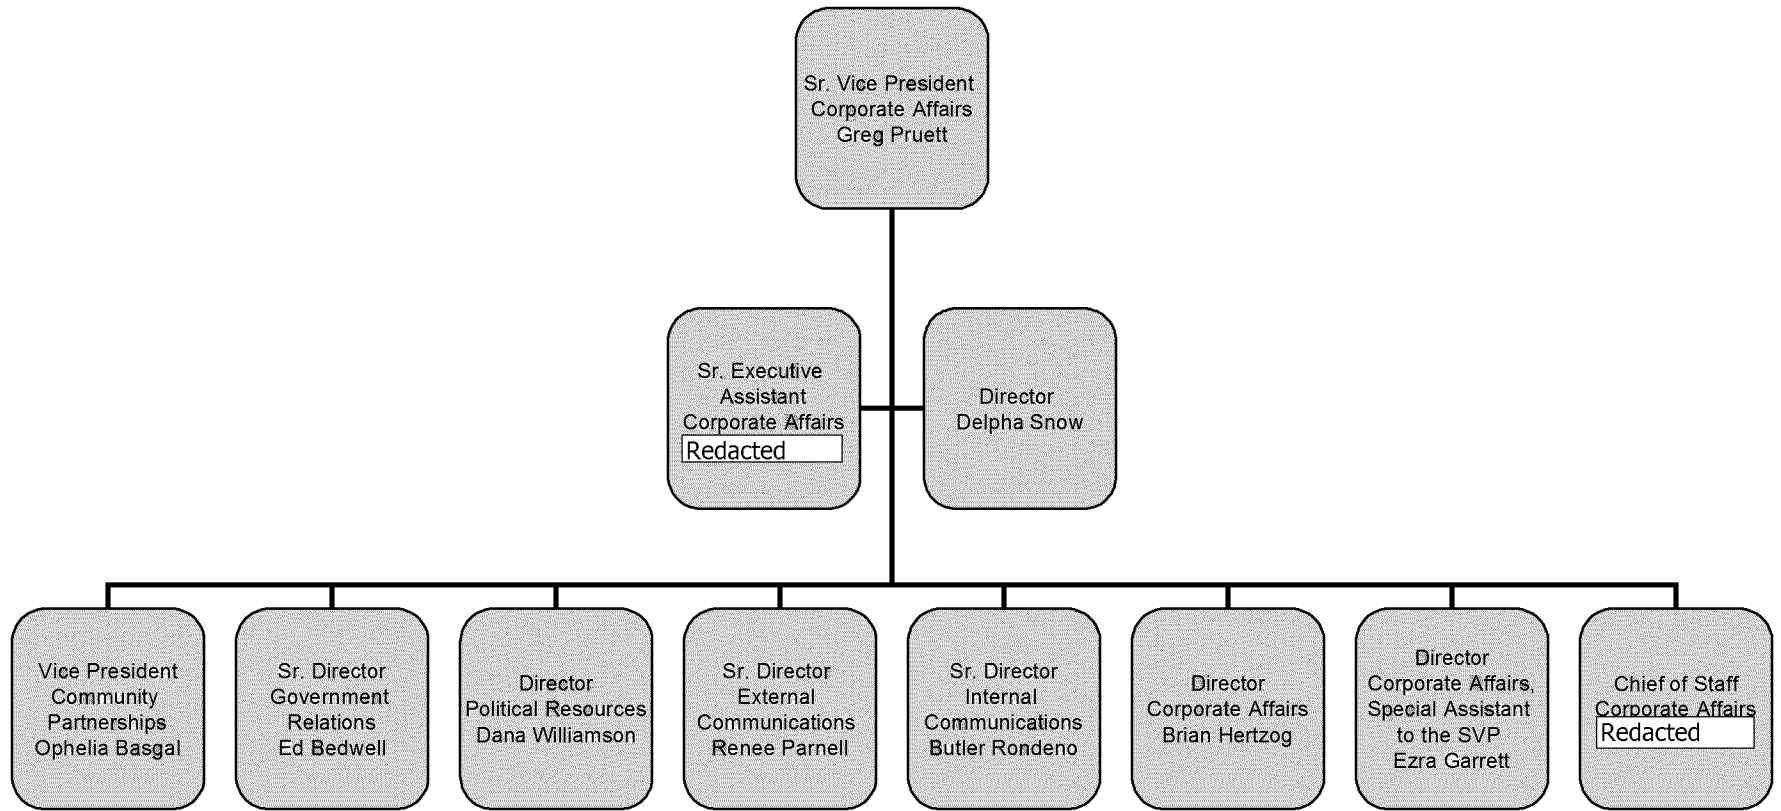 Sr. Vice President
Corporate Affairs
Greg Pruett
Sr. Executive
Assistant
Corporate Affairs
Redacted
Director
Delpha Snow
Vice President
Community
Partnerships
Ophelia Basgal
Sr. Director
Government
Relations
Ed Bedwell
Director
Political Resources
Dana Williamson
Sr. Director
External
Communications
Renee Parnell
Sr. Director
Internal
Communications
Butler Rondeno
Director
Corporate Affairs
Brian Hertzog
Director
Corporate Affairs,
Special Assistant
to the SVP
Ezra Garrett
Chief of Staff
Corporate Affairs
Redacted